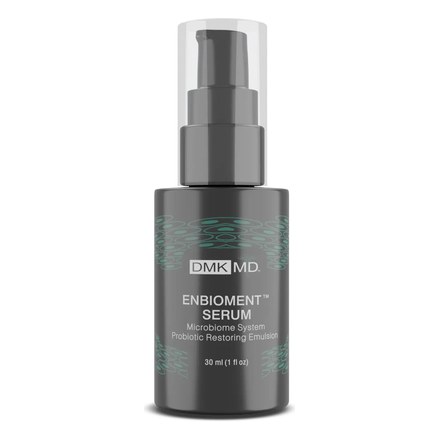 DMK MD.
ENBIOMENT™
SERUM
Microbiome System
Probiotic Restoring Emulsion
30 ml (1 fl oz)